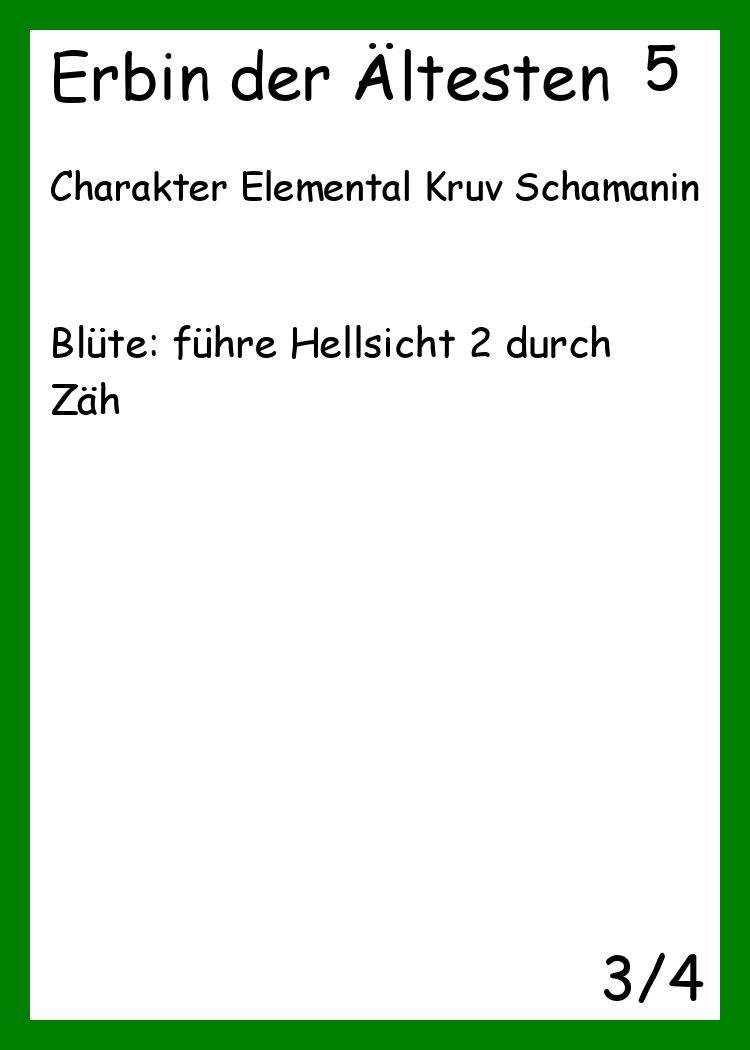 Erbin der Ältesten 5
Charakter Elemental Kruv Schamanin
Blüte: führe Hellsicht 2 durch
Zäh
3/4